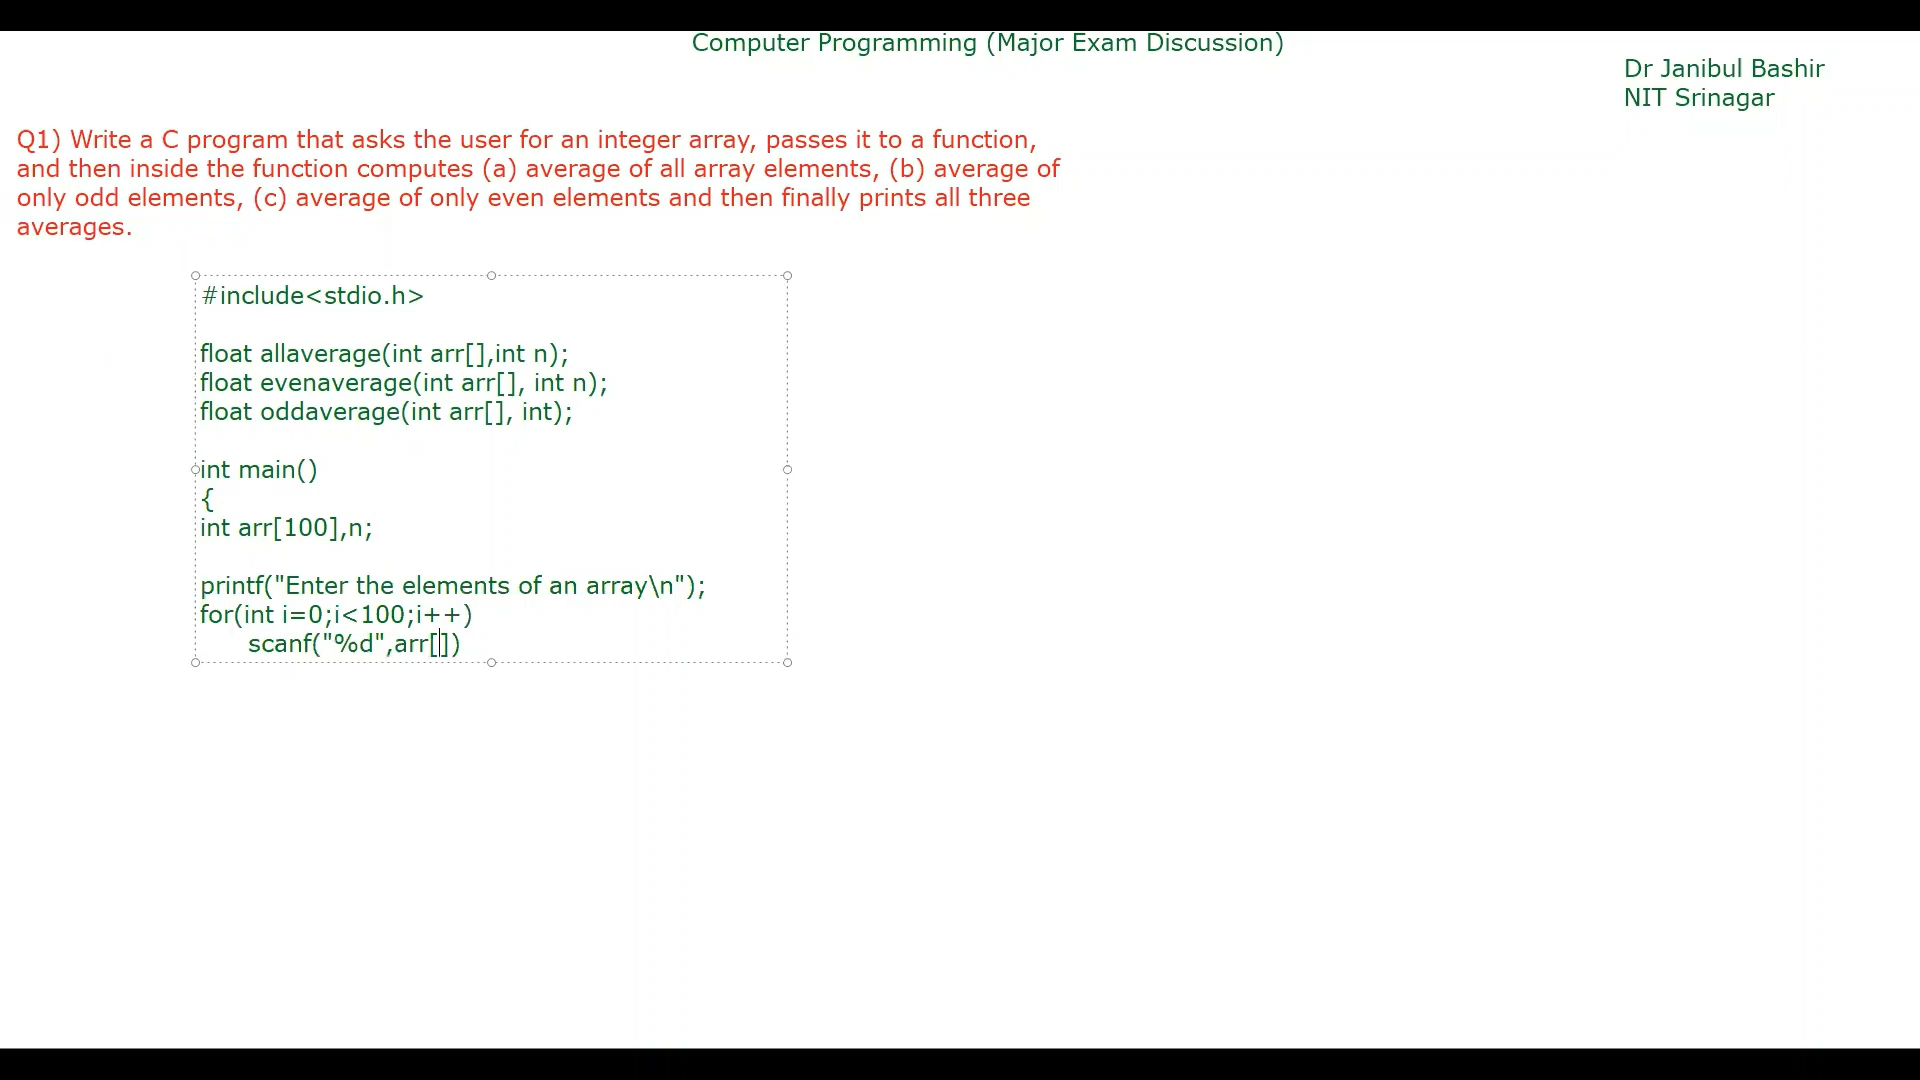 Computer Programming (Major Exam Discussion)
Dr Janibul Bashir
NIT Srinagar
Q1) Write a C program that asks the user for an integer array, passes it to a function,
and then inside the function computes (a) average of all array elements, (b) average of
only odd elements, (c) average of only even elements and then finally prints all three
averages.
#include<stdio.h>
float allaverage(int arr[],int n);
float evenaverage(int arr[], int n);
float oddaverage(int arr[], int);
int main()
{
int arr[100],n;
printf("Enter the elements of an array\n");
for(int i=0;i<100;i++)
scanf("%d",arr[])